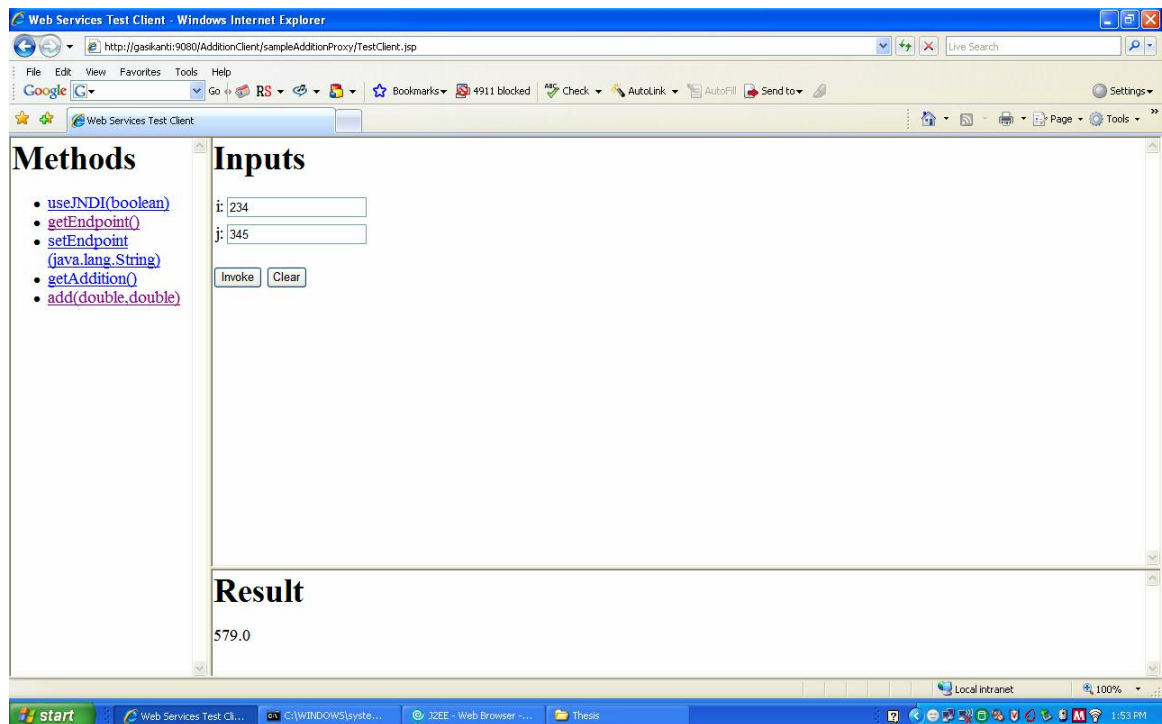 Web Services Test Client - Windows Internet Explorer
http://gasikanti:9080/AdditionClient/sampleAdditionProxy/TestClient.jsp
Live Search
File Edit View Favorites Tools Help
Google G Go RS Bookmarks 4911 blocked ABC Check AutoLink AutoFill Send to Settings
Web Services Test Client
Page Tools »
Methods
useJNDI(boolean)
getEndpoint()
setEndpoint
(java.lang.String)
getAddition()
add(double,double)
Inputs
i: 234
j: 345
Invoke Clear
Result
579.0
Local intranet 100%
start Web Services Test Cli... C:\WINDOWS\syste... J2EE - Web Browser -... Thesis 1:53 PM